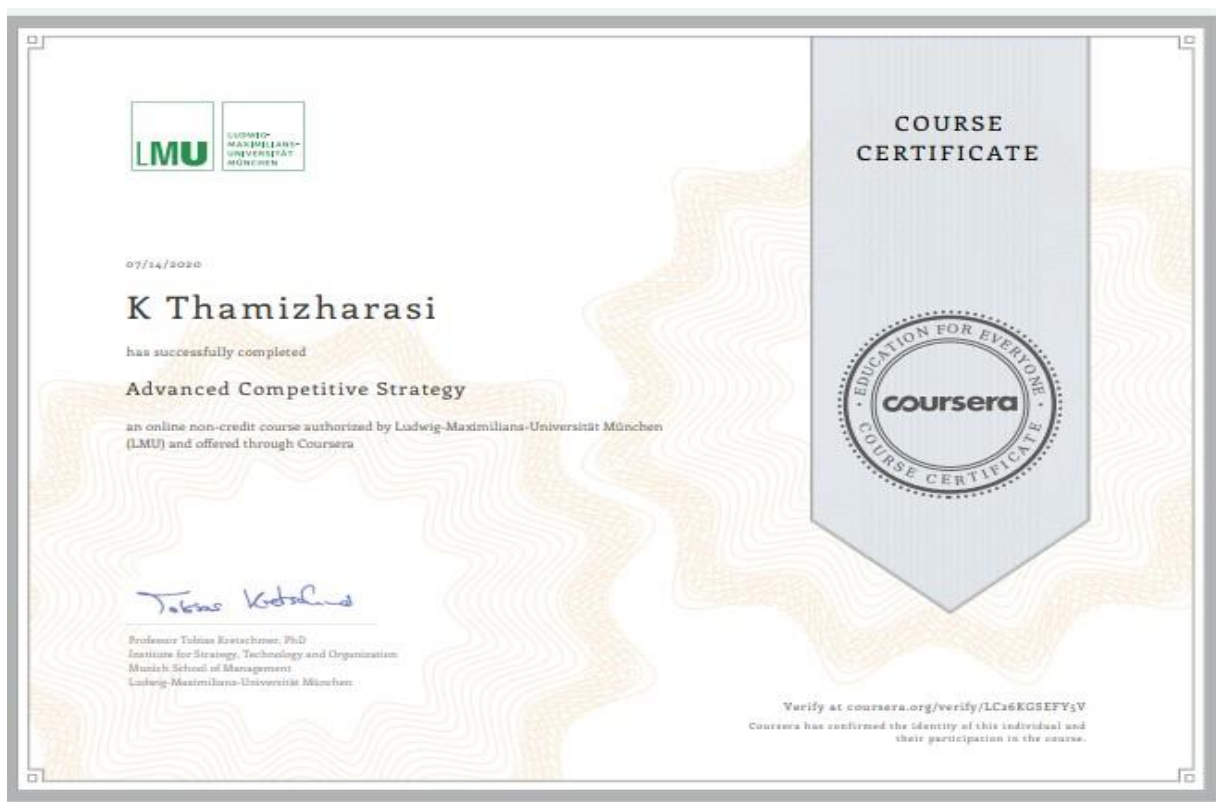 LMU
LUDWIG-
MAXIMILIANS-
UNIVERSITÄT
MÜNCHEN
COURSE
CERTIFICATE
07/14/2020
K Thamizharasi
has successfully completed
Advanced Competitive Strategy
an online non-credit course authorized by Ludwig-Maximilians-Universität München
(LMU) and offered through Coursera
EDUCATION FOR EVERYONE
coursera
COURSE CERTIFICATE
Tobias Kretschmer
Professor Tobias Kretschmer, PhD
Institute for Strategy, Technology and Organization
Munich School of Management
Ludwig-Maximilians-Universität München
Verify at coursera.org/verify/LC26KGSEFY5V
Coursera has confirmed the identity of this individual and
their participation in the course.